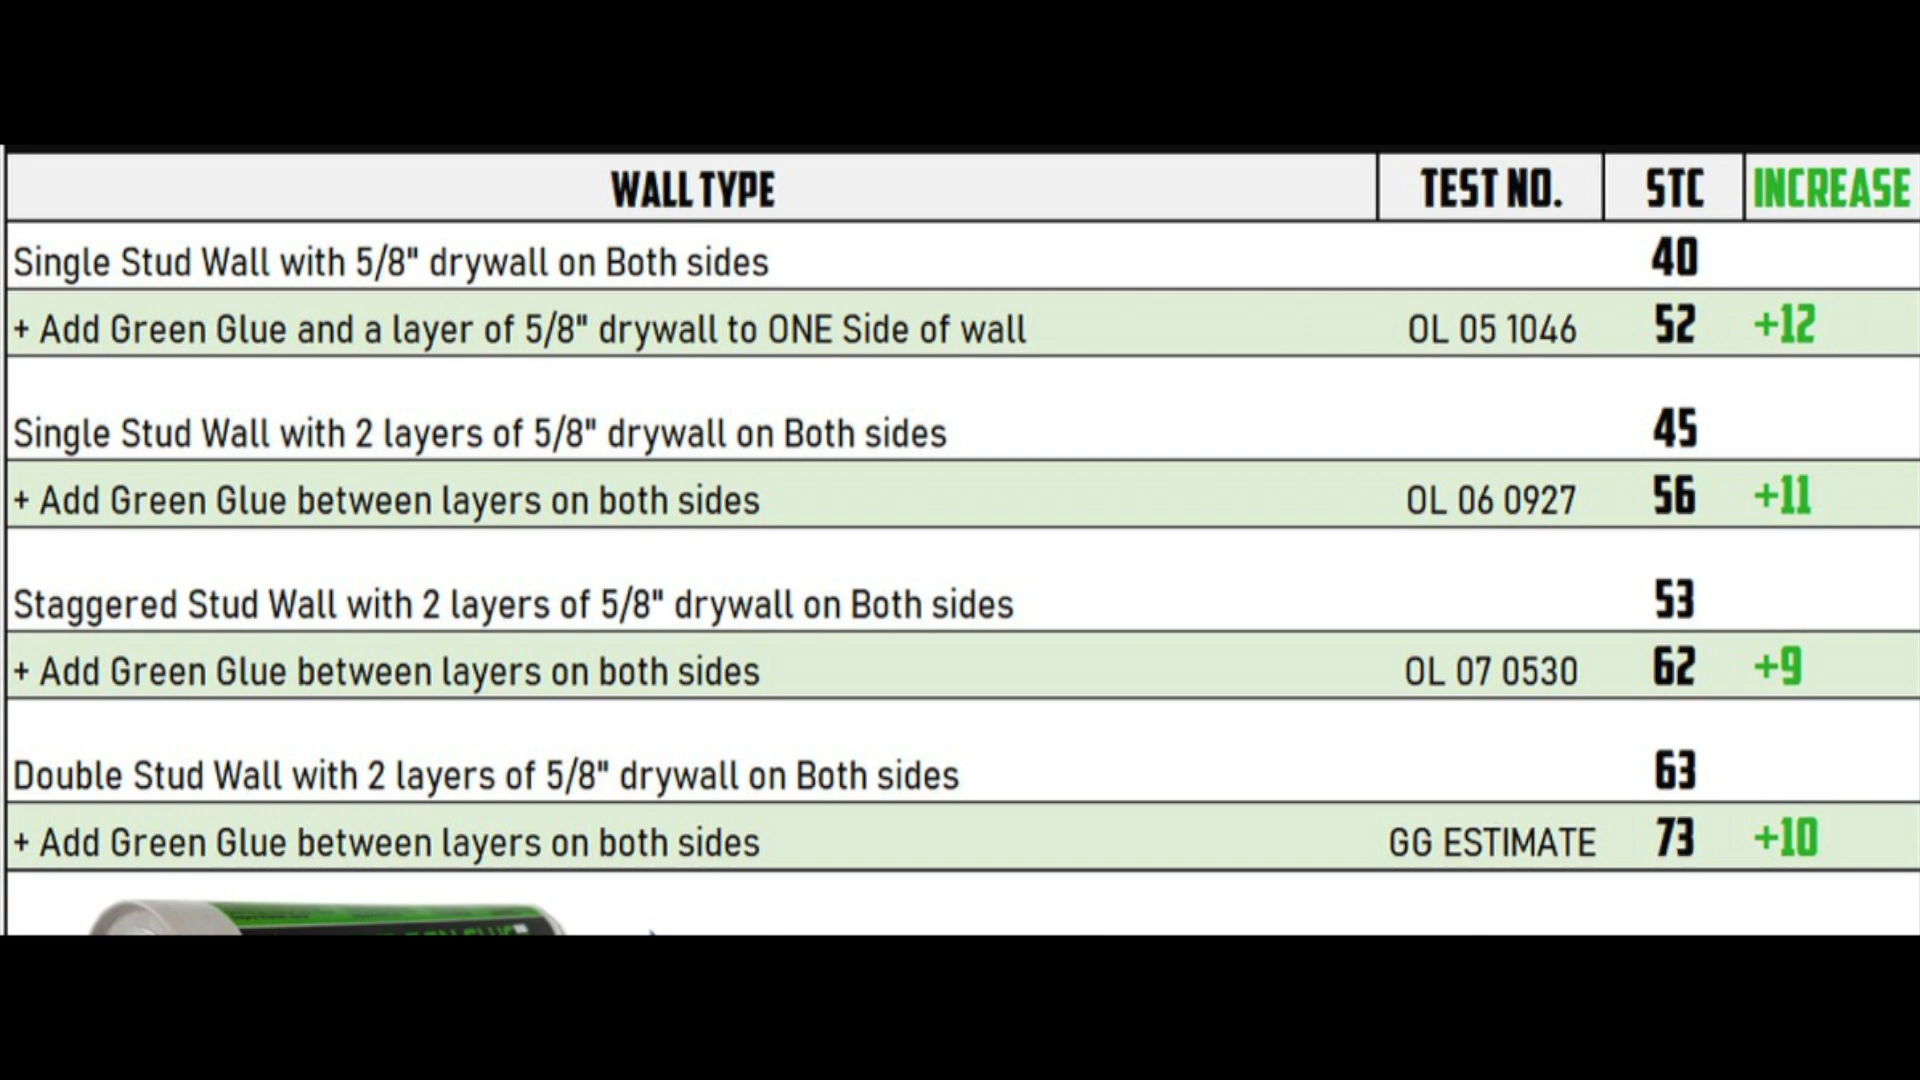 WALL TYPE TEST NO. STC INCREASE
Single Stud Wall with 5/8" drywall on Both sides 40
+ Add Green Glue and a layer of 5/8" drywall to ONE Side of wall OL 05 1046 52 +12
Single Stud Wall with 2 layers of 5/8" drywall on Both sides 45
+ Add Green Glue between layers on both sides OL 06 0927 56 +11
Staggered Stud Wall with 2 layers of 5/8" drywall on Both sides 53
+ Add Green Glue between layers on both sides OL 07 0530 62 +9
Double Stud Wall with 2 layers of 5/8" drywall on Both sides 63
+ Add Green Glue between layers on both sides GG ESTIMATE 73 +10